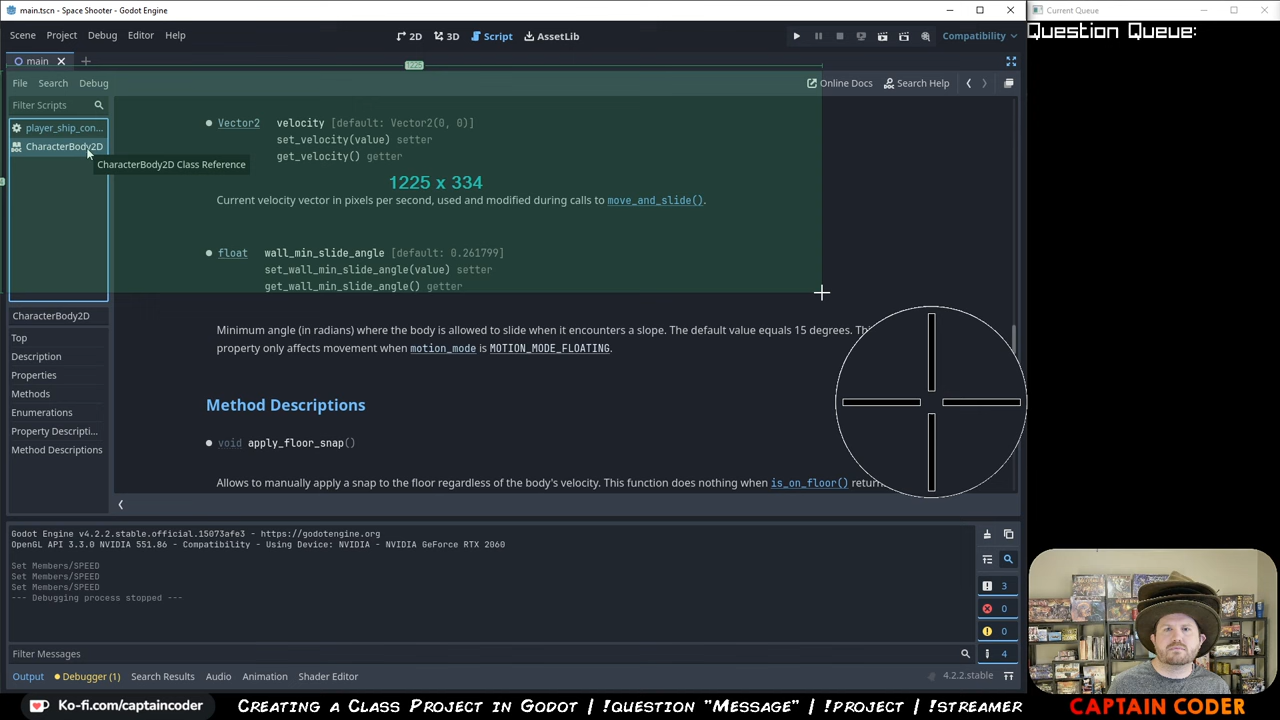 main.tscn - Space Shooter - Godot Engine
Current Queue
Scene Project Debug Editor Help
2D 3D Script AssetLib
Compatibility
Question Queue:
main
1225
File Search Debug
Online Docs Search Help
Filter Scripts
player_ship_con...
CharacterBody2D
CharacterBody2D Class Reference
Vector2 velocity [default: Vector2(0, 0)]
set_velocity(value) setter
get_velocity() getter
1225 x 334
Current velocity vector in pixels per second, used and modified during calls to move_and_slide().
float wall_min_slide_angle [default: 0.261799]
set_wall_min_slide_angle(value) setter
get_wall_min_slide_angle() getter
CharacterBody2D
Top
Description
Properties
Methods
Enumerations
Property Descripti...
Method Descriptions
Minimum angle (in radians) where the body is allowed to slide when it encounters a slope. The default value equals 15 degrees.
property only affects movement when motion_mode is MOTION_MODE_FLOATING.
Method Descriptions
void apply_floor_snap()
Allows to manually apply a snap to the floor regardless of the body's velocity. This function does nothing when is_on_floor()
Godot Engine v4.2.2.stable.official.15073afe3 - https://godotengine.org
OpenGL API 3.3.0 NVIDIA 551.86 - Compatibility - Using Device: NVIDIA - NVIDIA GeForce RTX 2060
Set Members/SPEED
Set Members/SPEED
Set Members/SPEED
--- Debugging process stopped ---
3
0
0
4
Filter Messages
Output Debugger (1) Search Results Audio Animation Shader Editor
4.2.2.stable
Ko-fi.com/captaincoder
Creating a Class Project in Godot | !question "Message" | !project | !streamer
CAPTAIN CODER